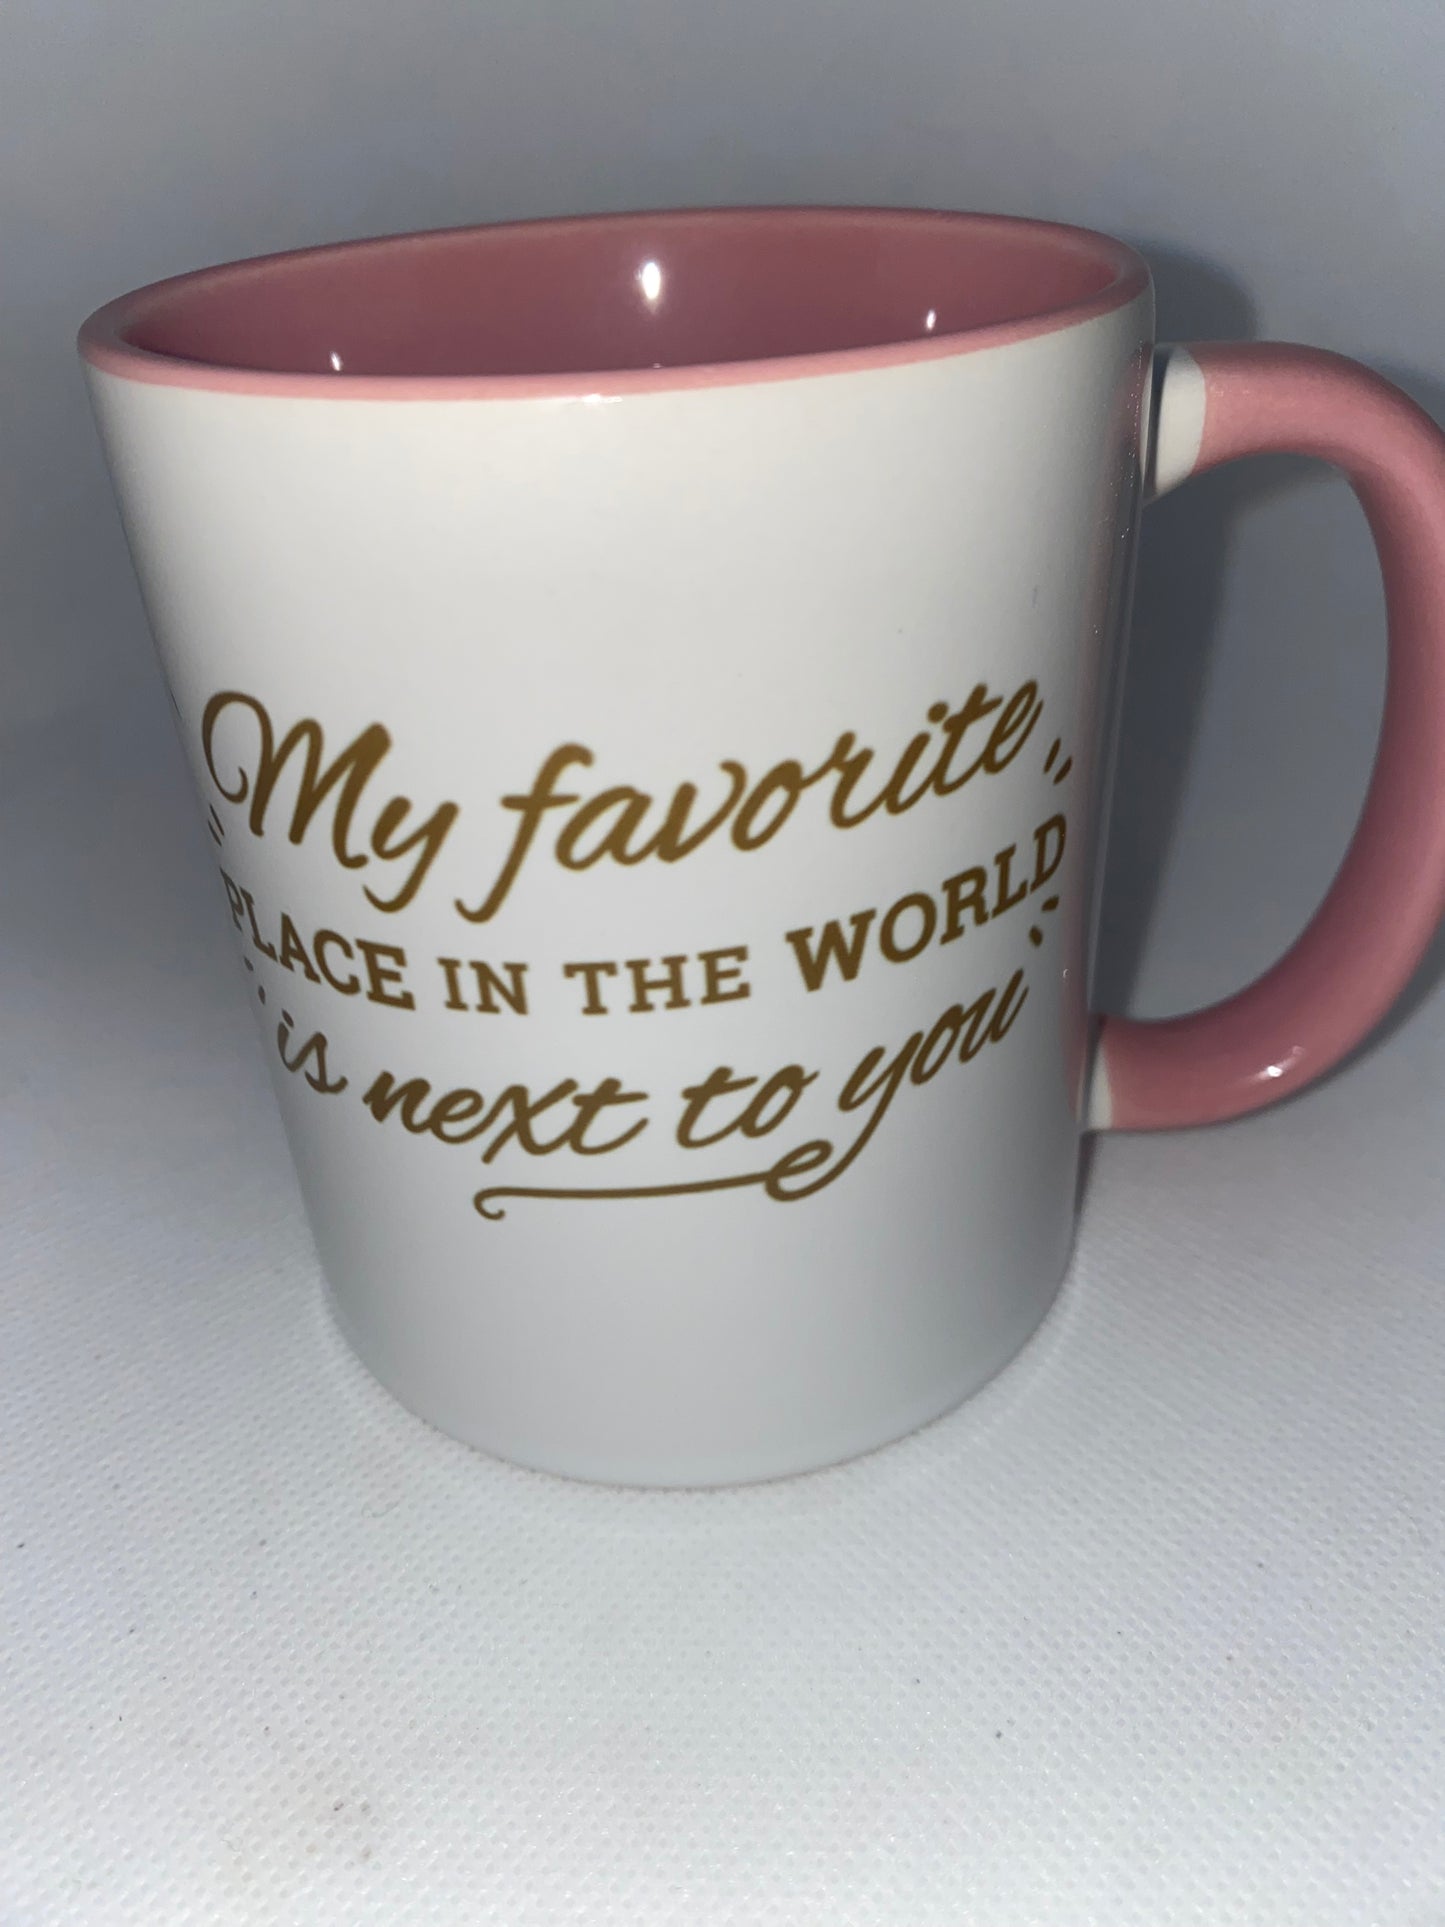 My favorite
PLACE IN THE WORLD
is next to you